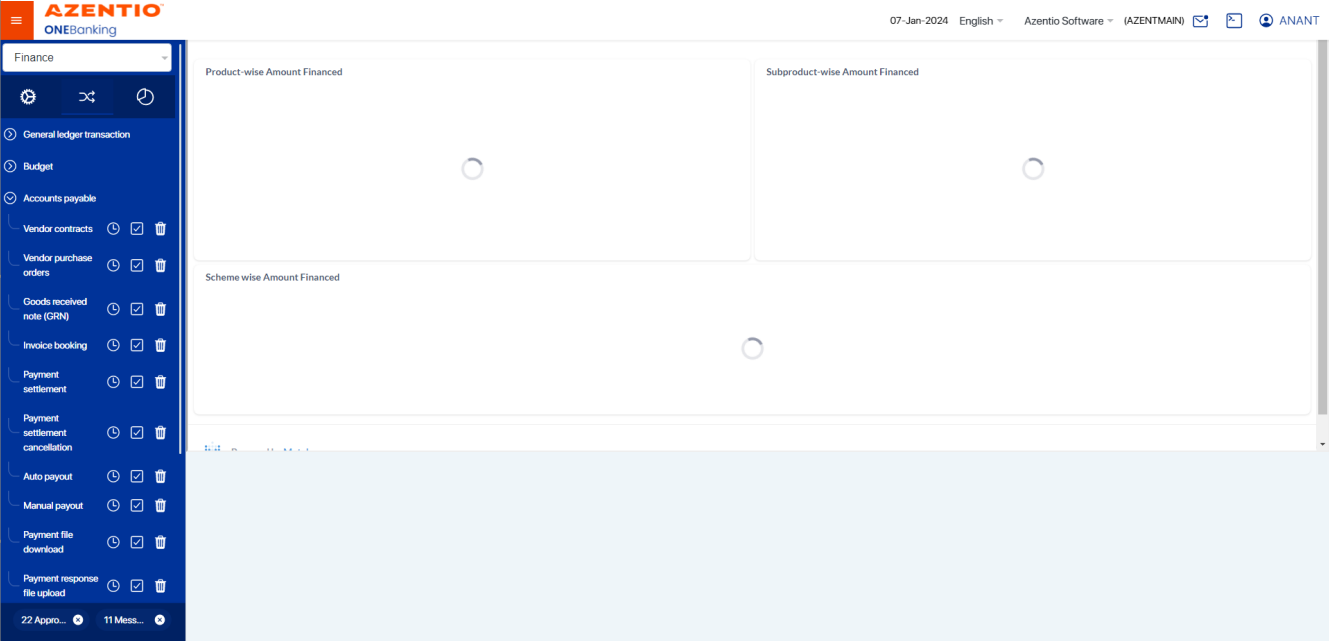 AZENTIO
ONEBanking
07-Jan-2024 English Azentio Software (AZENTMAIN) ANANT
Finance
General ledger transaction
Budget
Accounts payable
Vendor contracts
Vendor purchase
orders
Goods received
note (GRN)
Invoice booking
Payment
settlement
Payment
settlement
cancellation
Auto payout
Manual payout
Payment file
download
Payment response
file upload
22 Appro...
11 Mess...
Product-wise Amount Financed
Subproduct-wise Amount Financed
Scheme wise Amount Financed